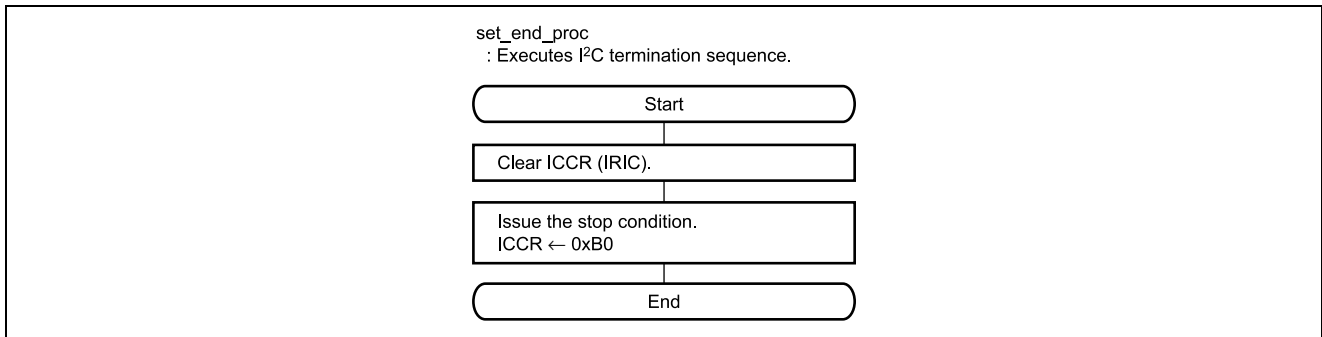 set_end_proc
: Executes I²C termination sequence.
Start
Clear ICCR (IRIC).
Issue the stop condition.
ICCR ← 0xB0
End